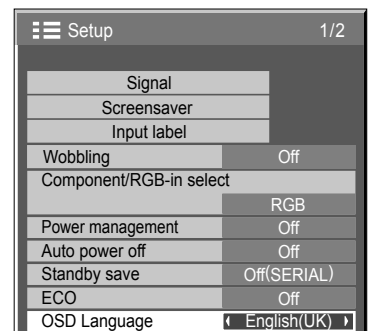 Setup 1/2
Signal
Screensaver
Input label
Wobbling Off
Component/RGB-in select
RGB
Power management Off
Auto power off Off
Standby save Off(SERIAL)
ECO Off
OSD Language English(UK)